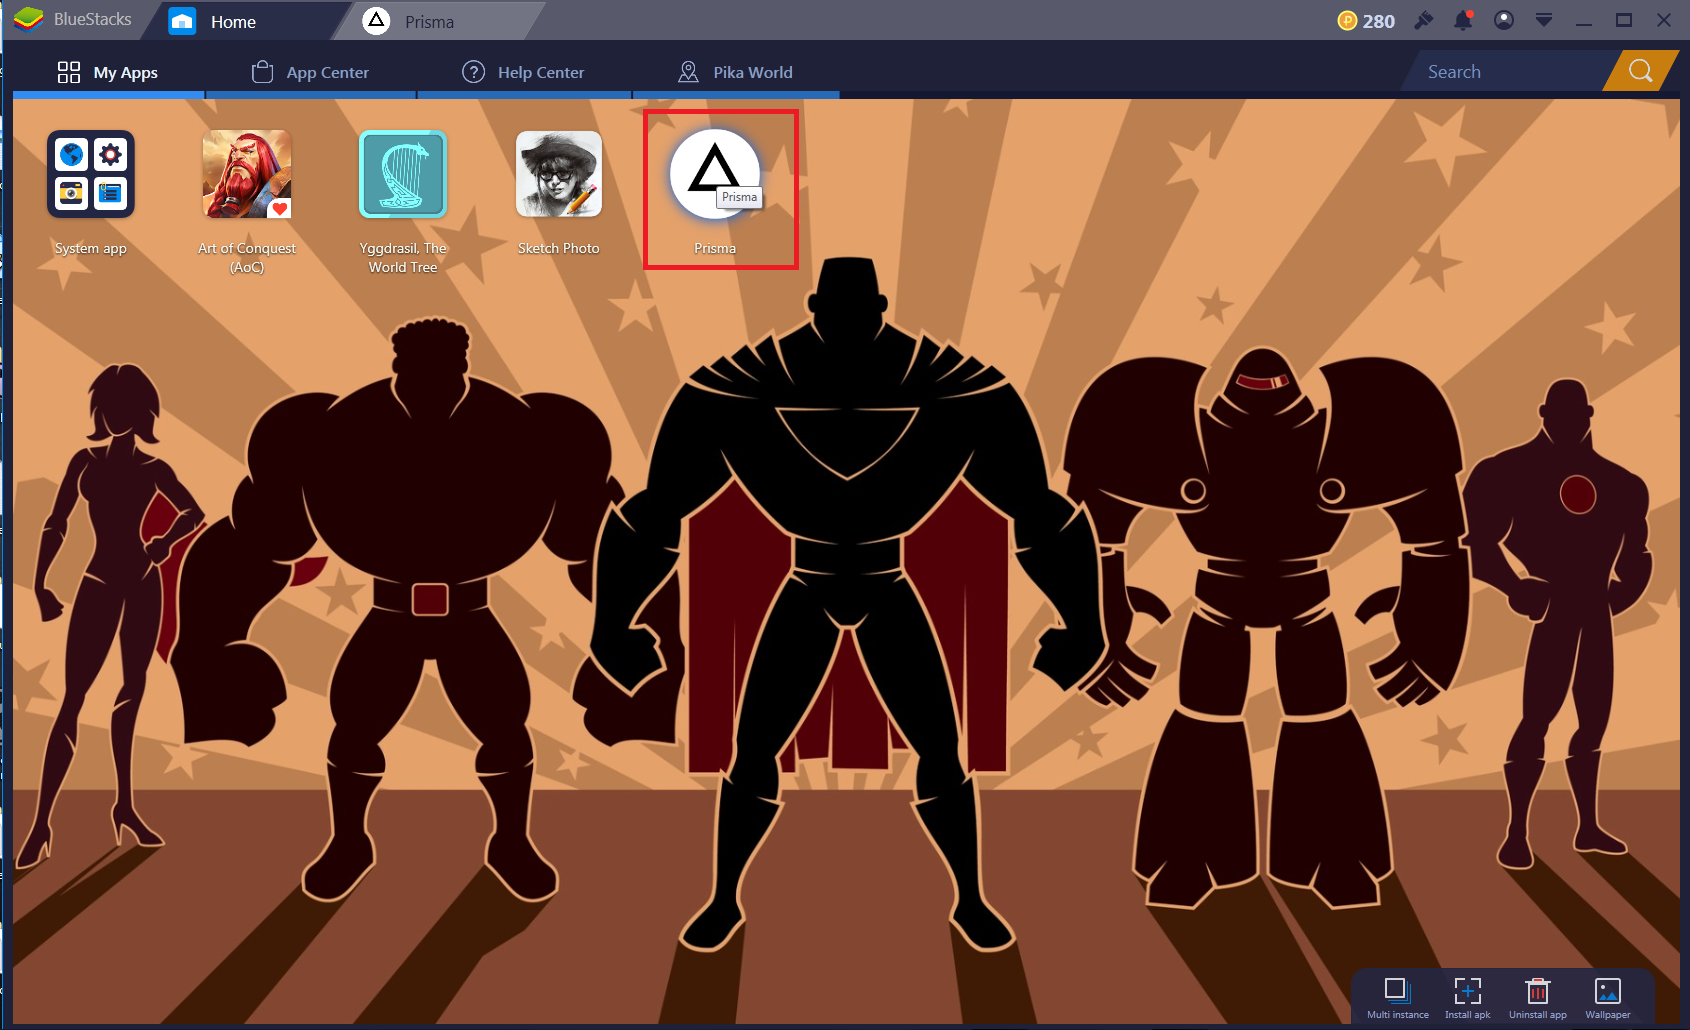 BlueStacks
Home
Prisma
280
My Apps
App Center
Help Center
Pika World
Search
System app
Art of Conquest
(AoC)
Yggdrasil, The
World Tree
Sketch Photo
Prisma
Prisma
Multi instance
Install apk
Uninstall app
Wallpaper